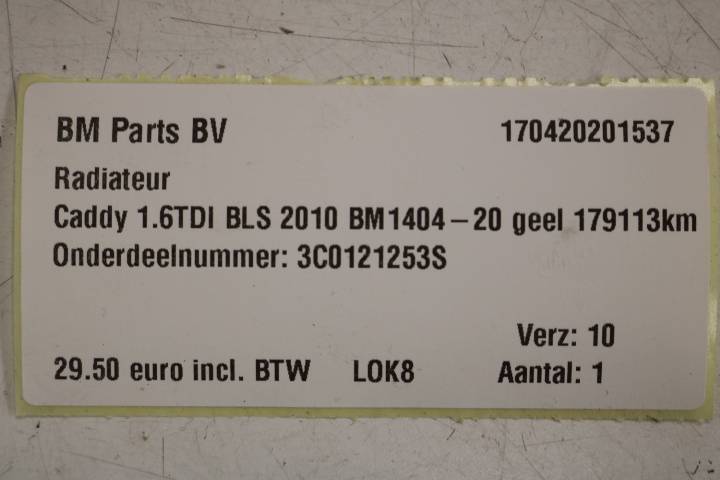 BM Parts BV 170420201537
Radiateur
Caddy 1.6TDI BLS 2010 BM1404-20 geel 179113km
Onderdeelnummer: 3C0121253S
Verz: 10
29.50 euro incl. BTW LOK8 Aantal: 1